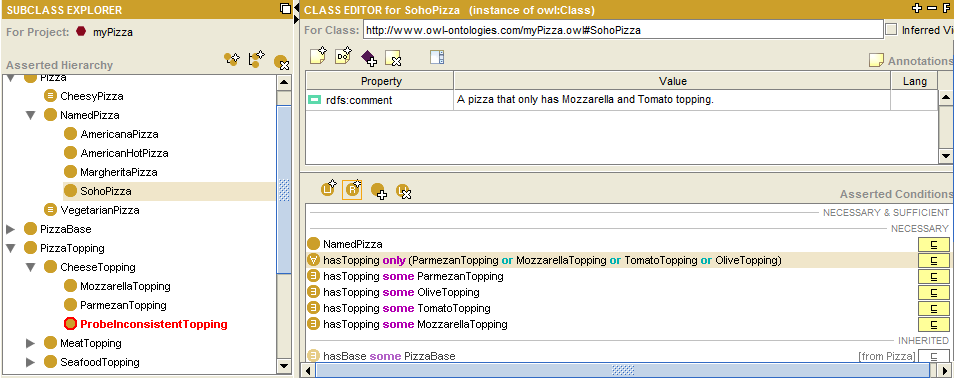 SUBCLASS EXPLORER
For Project: myPizza
Asserted Hierarchy
Pizza
CheesyPizza
NamedPizza
AmericanaPizza
AmericanHotPizza
MargheritaPizza
SohoPizza
VegetarianPizza
PizzaBase
PizzaTopping
CheeseTopping
MozzarellaTopping
ParmezanTopping
ProbeInconsistentTopping
MeatTopping
SeafoodTopping
CLASS EDITOR for SohoPizza (instance of owl:Class)
For Class: http://www.owl-ontologies.com/myPizza.owl#SohoPizza Inferred Vi
Annotations
Property Value Lang
rdfs:comment A pizza that only has Mozzarella and Tomato topping.
Asserted Conditions
NECESSARY & SUFFICIENT
NECESSARY
NamedPizza
hasTopping only (ParmezanTopping or MozzarellaTopping or TomatoTopping or OliveTopping)
hasTopping some ParmezanTopping
hasTopping some OliveTopping
hasTopping some TomatoTopping
hasTopping some MozzarellaTopping
INHERITED
hasBase some PizzaBase [from Pizza]